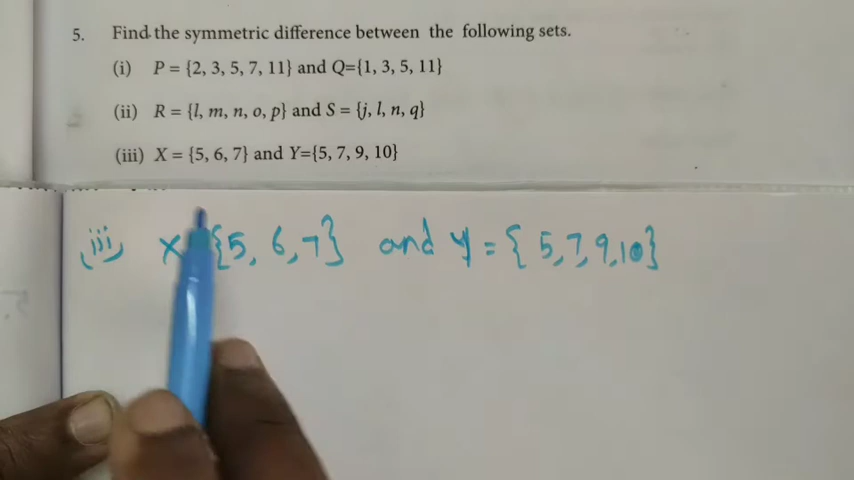 5. Find the symmetric difference between the following sets.
(i) P = {2, 3, 5, 7, 11} and Q={1, 3, 5, 11}
(ii) R = {l, m, n, o, p} and S = {j, l, n, q}
(iii) X = {5, 6, 7} and Y={5, 7, 9, 10}
(iii) X {5, 6, 7} and y = { 5, 7, 9, 10}